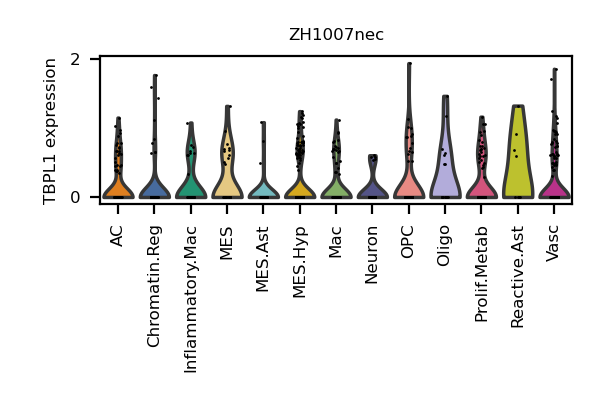 ZH1007nec
TBPL1 expression
2
0
AC
Chromatin.Reg
Inflammatory.Mac
MES
MES.Ast
MES.Hyp
Mac
Neuron
OPC
Oligo
Prolif.Metab
Reactive.Ast
Vasc